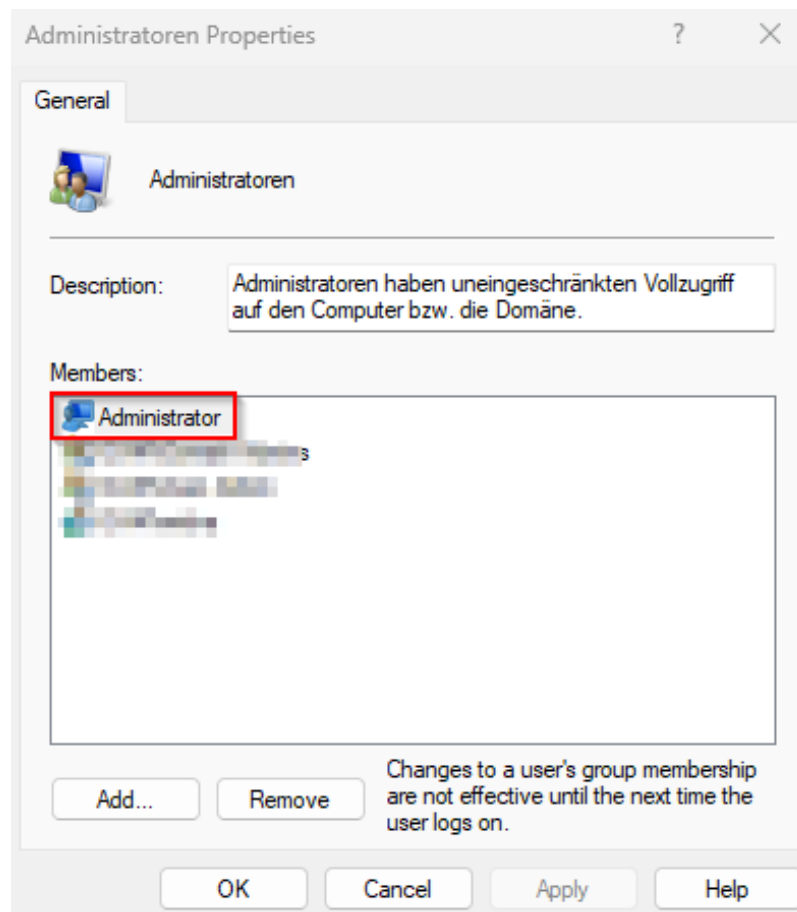 Administratoren Properties
?
General
Administratoren
Description:
Administratoren haben uneingeschränkten Vollzugriff
auf den Computer bzw. die Domäne.
Members:
Administrator
Add...
Remove
Changes to a user's group membership
are not effective until the next time the
user logs on.
OK
Cancel
Apply
Help